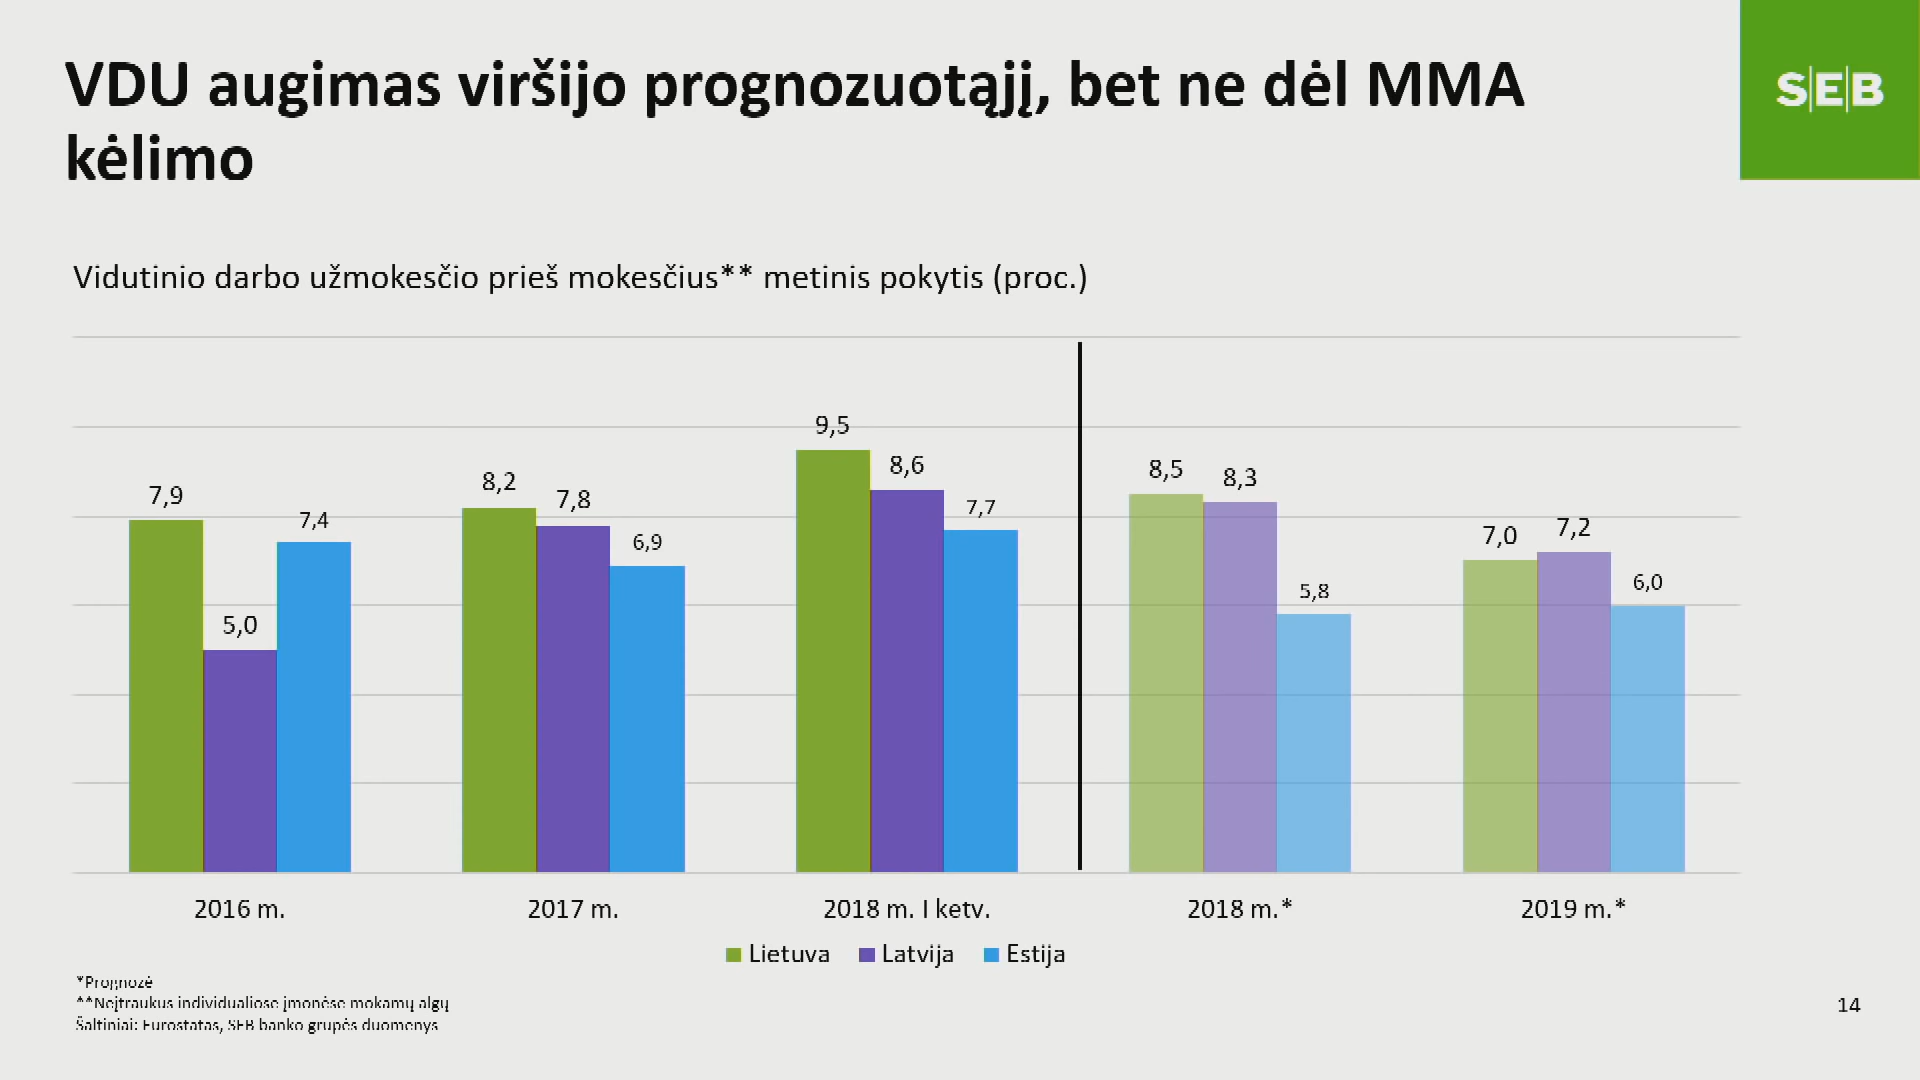 VDU augimas viršijo prognozuotąjį, bet ne dėl MMA
kėlimo
S|E|B
Vidutinio darbo užmokesčio prieš mokesčius** metinis pokytis (proc.)
7,9
5,0
7,4
8,2
7,8
6,9
9,5
8,6
7,7
8,5
8,3
5,8
7,0
7,2
6,0
2016 m.
2017 m.
2018 m. I ketv.
2018 m.*
2019 m.*
Lietuva
Latvija
Estija
*Prognozė
**Neįtraukus individualiose įmonėse mokamų algų
Šaltiniai: Eurostatas, SEB banko grupės duomenys
14